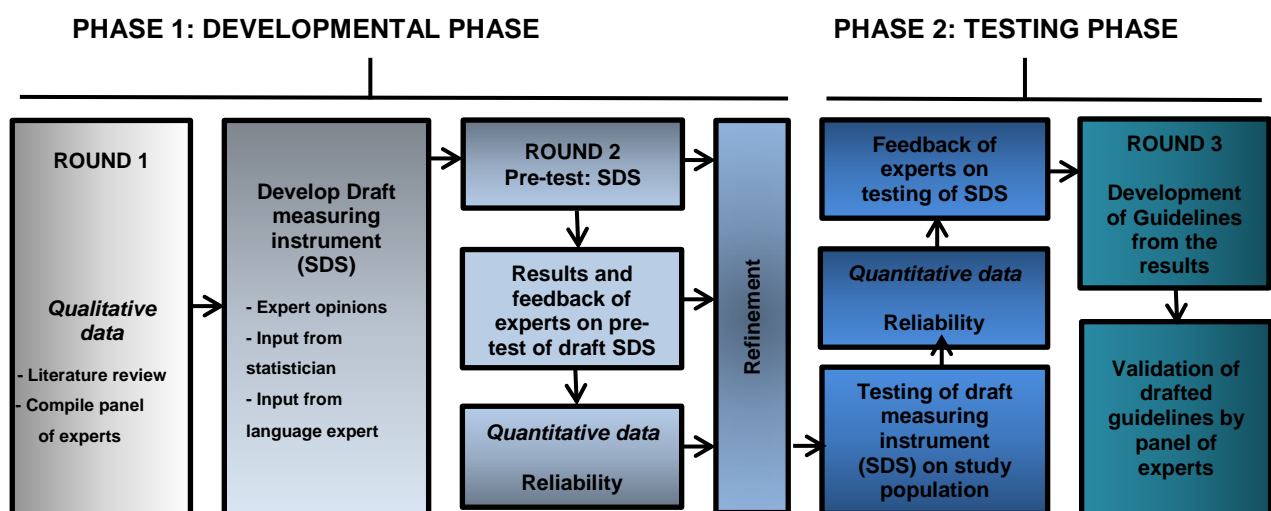 PHASE 1: DEVELOPMENTAL PHASE
PHASE 2: TESTING PHASE
ROUND 1
Qualitative
data
- Literature review
- Compile panel
of experts
Develop Draft
measuring
instrument
(SDS)
- Expert opinions
- Input from
statistician
- Input from
language expert
ROUND 2
Pre-test: SDS
Results and
feedback of
experts on pre-
test of draft SDS
Quantitative data
Reliability
Refinement
Feedback of
experts on
testing of SDS
Quantitative data
Reliability
Testing of draft
measuring
instrument
(SDS) on study
population
ROUND 3
Development
of Guidelines
from the
results
Validation of
drafted
guidelines by
panel of
experts